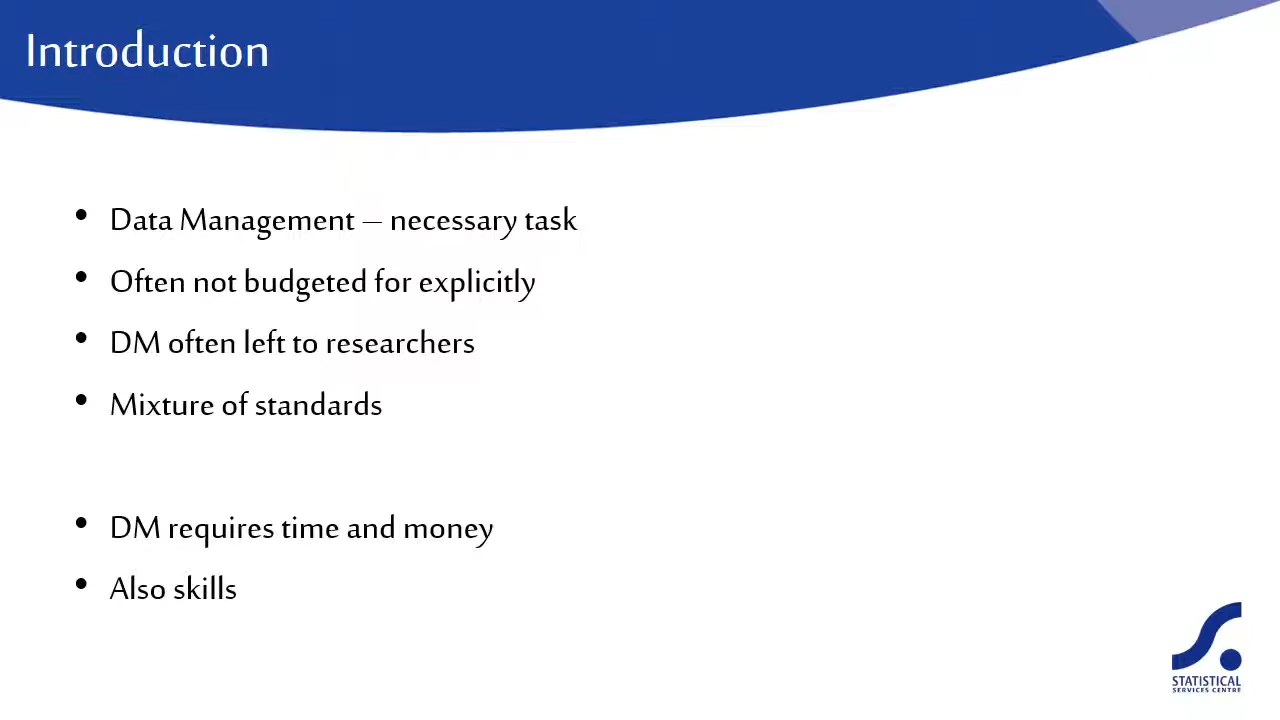 Introduction
• Data Management – necessary task
• Often not budgeted for explicitly
• DM often left to researchers
• Mixture of standards
• DM requires time and money
• Also skills
STATISTICAL
SERVICES CENTRE